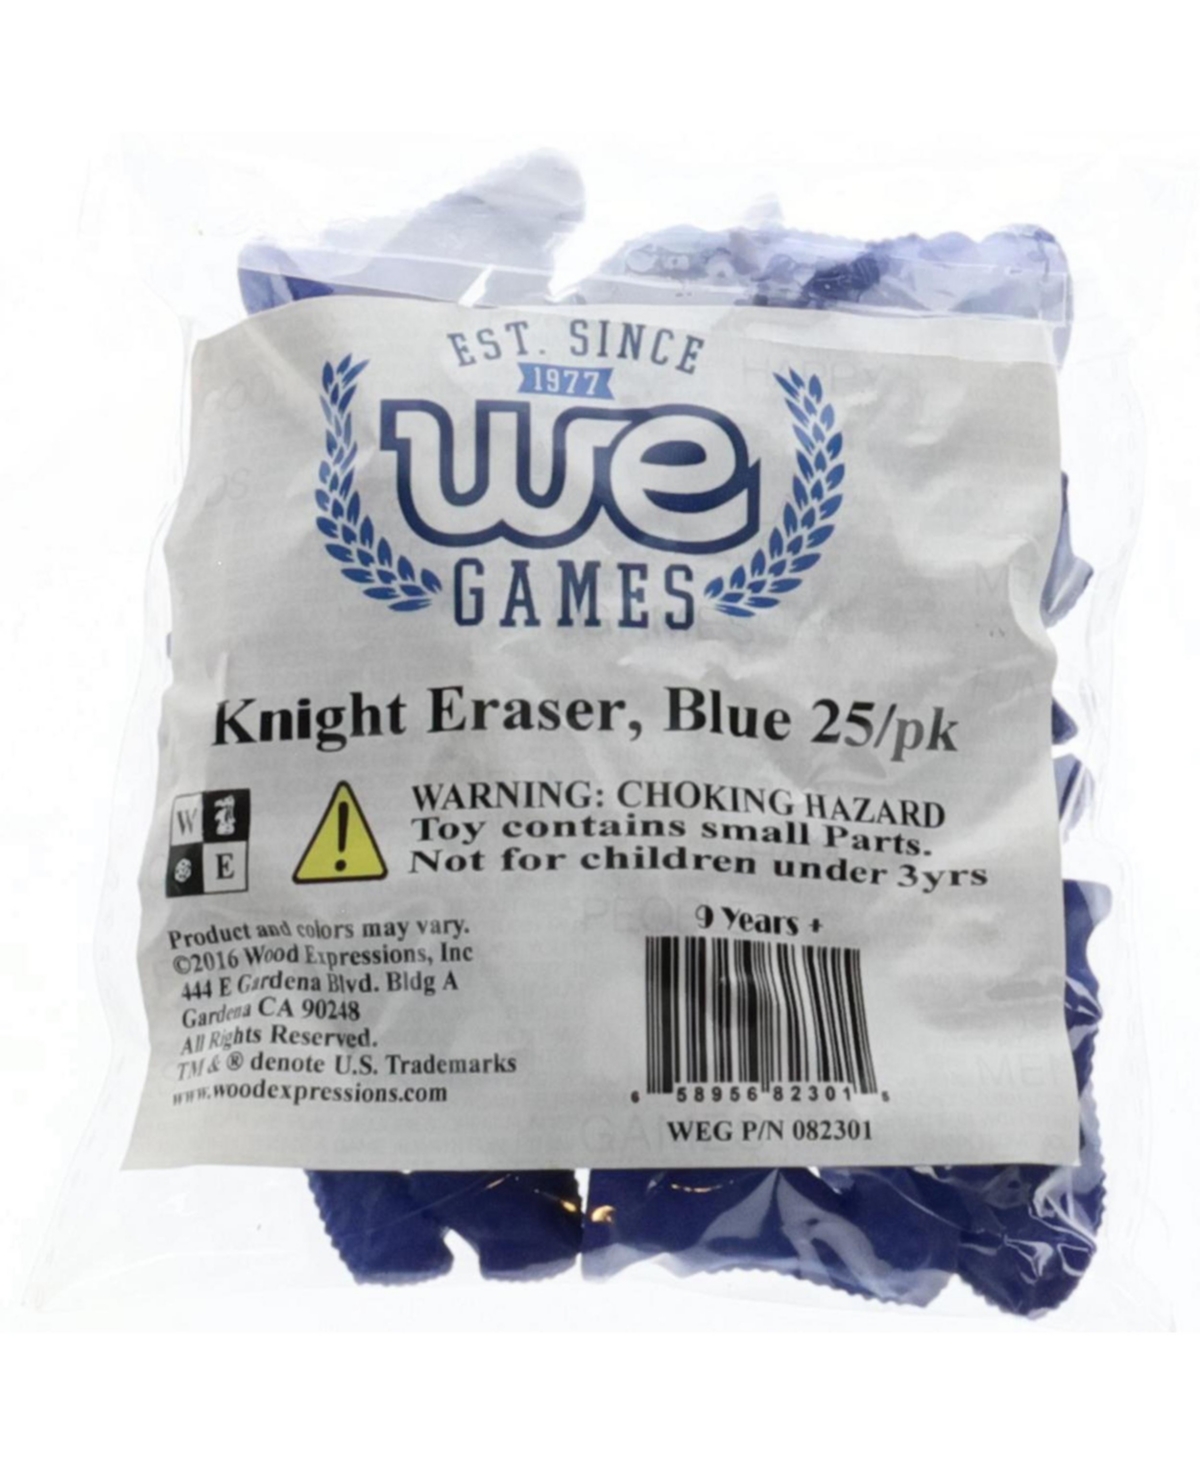 EST. SINCE
1977
we
GAMES
Knight Eraser, Blue 25/pk
W
E
WARNING: CHOKING HAZARD
Toy contains small Parts.
Not for children under 3yrs
Product and colors may vary.
©2016 Wood Expressions, Inc
444 E Gardena Blvd. Bldg A
Gardena CA 90248
All Rights Reserved.
TM & ® denote U.S. Trademarks
www.woodexpressions.com
9 Years +
6 58956 82301 5
WEG P/N 082301